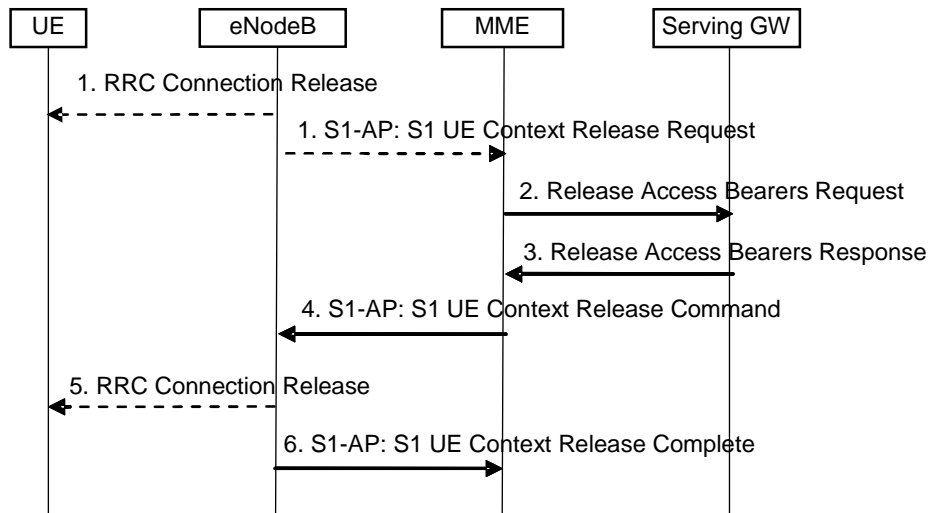 UE
eNodeB
MME
Serving GW
1. RRC Connection Release
1. S1-AP: S1 UE Context Release Request
2. Release Access Bearers Request
3. Release Access Bearers Response
4. S1-AP: S1 UE Context Release Command
5. RRC Connection Release
6. S1-AP: S1 UE Context Release Complete